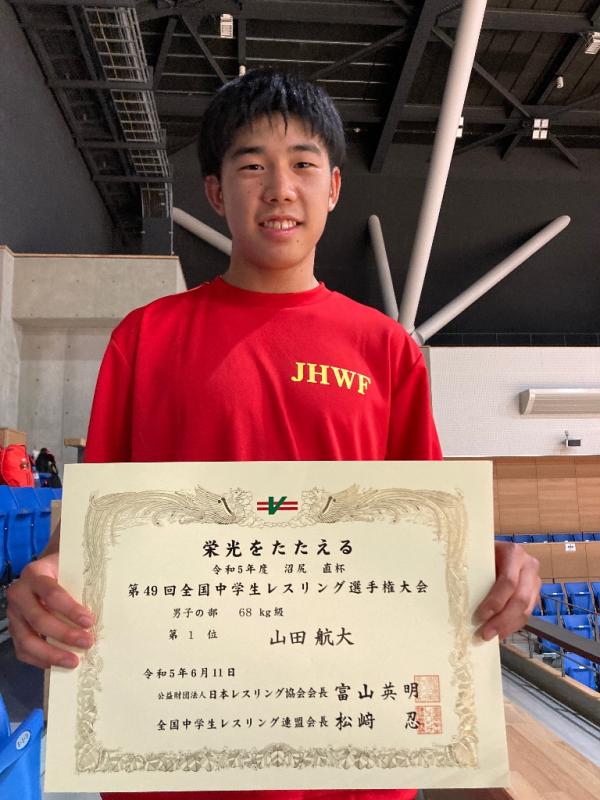 JHWF
栄光をたたえる
令和5年度 沼尻 直杯
第49回全国中学生レスリング選手権大会
男子の部 68 kg級
第 1 位 山田 航大
令和5年6月11日
公益財団法人日本レスリング協会会長 富山英明
全国中学生レスリング連盟会長 松﨑 忍